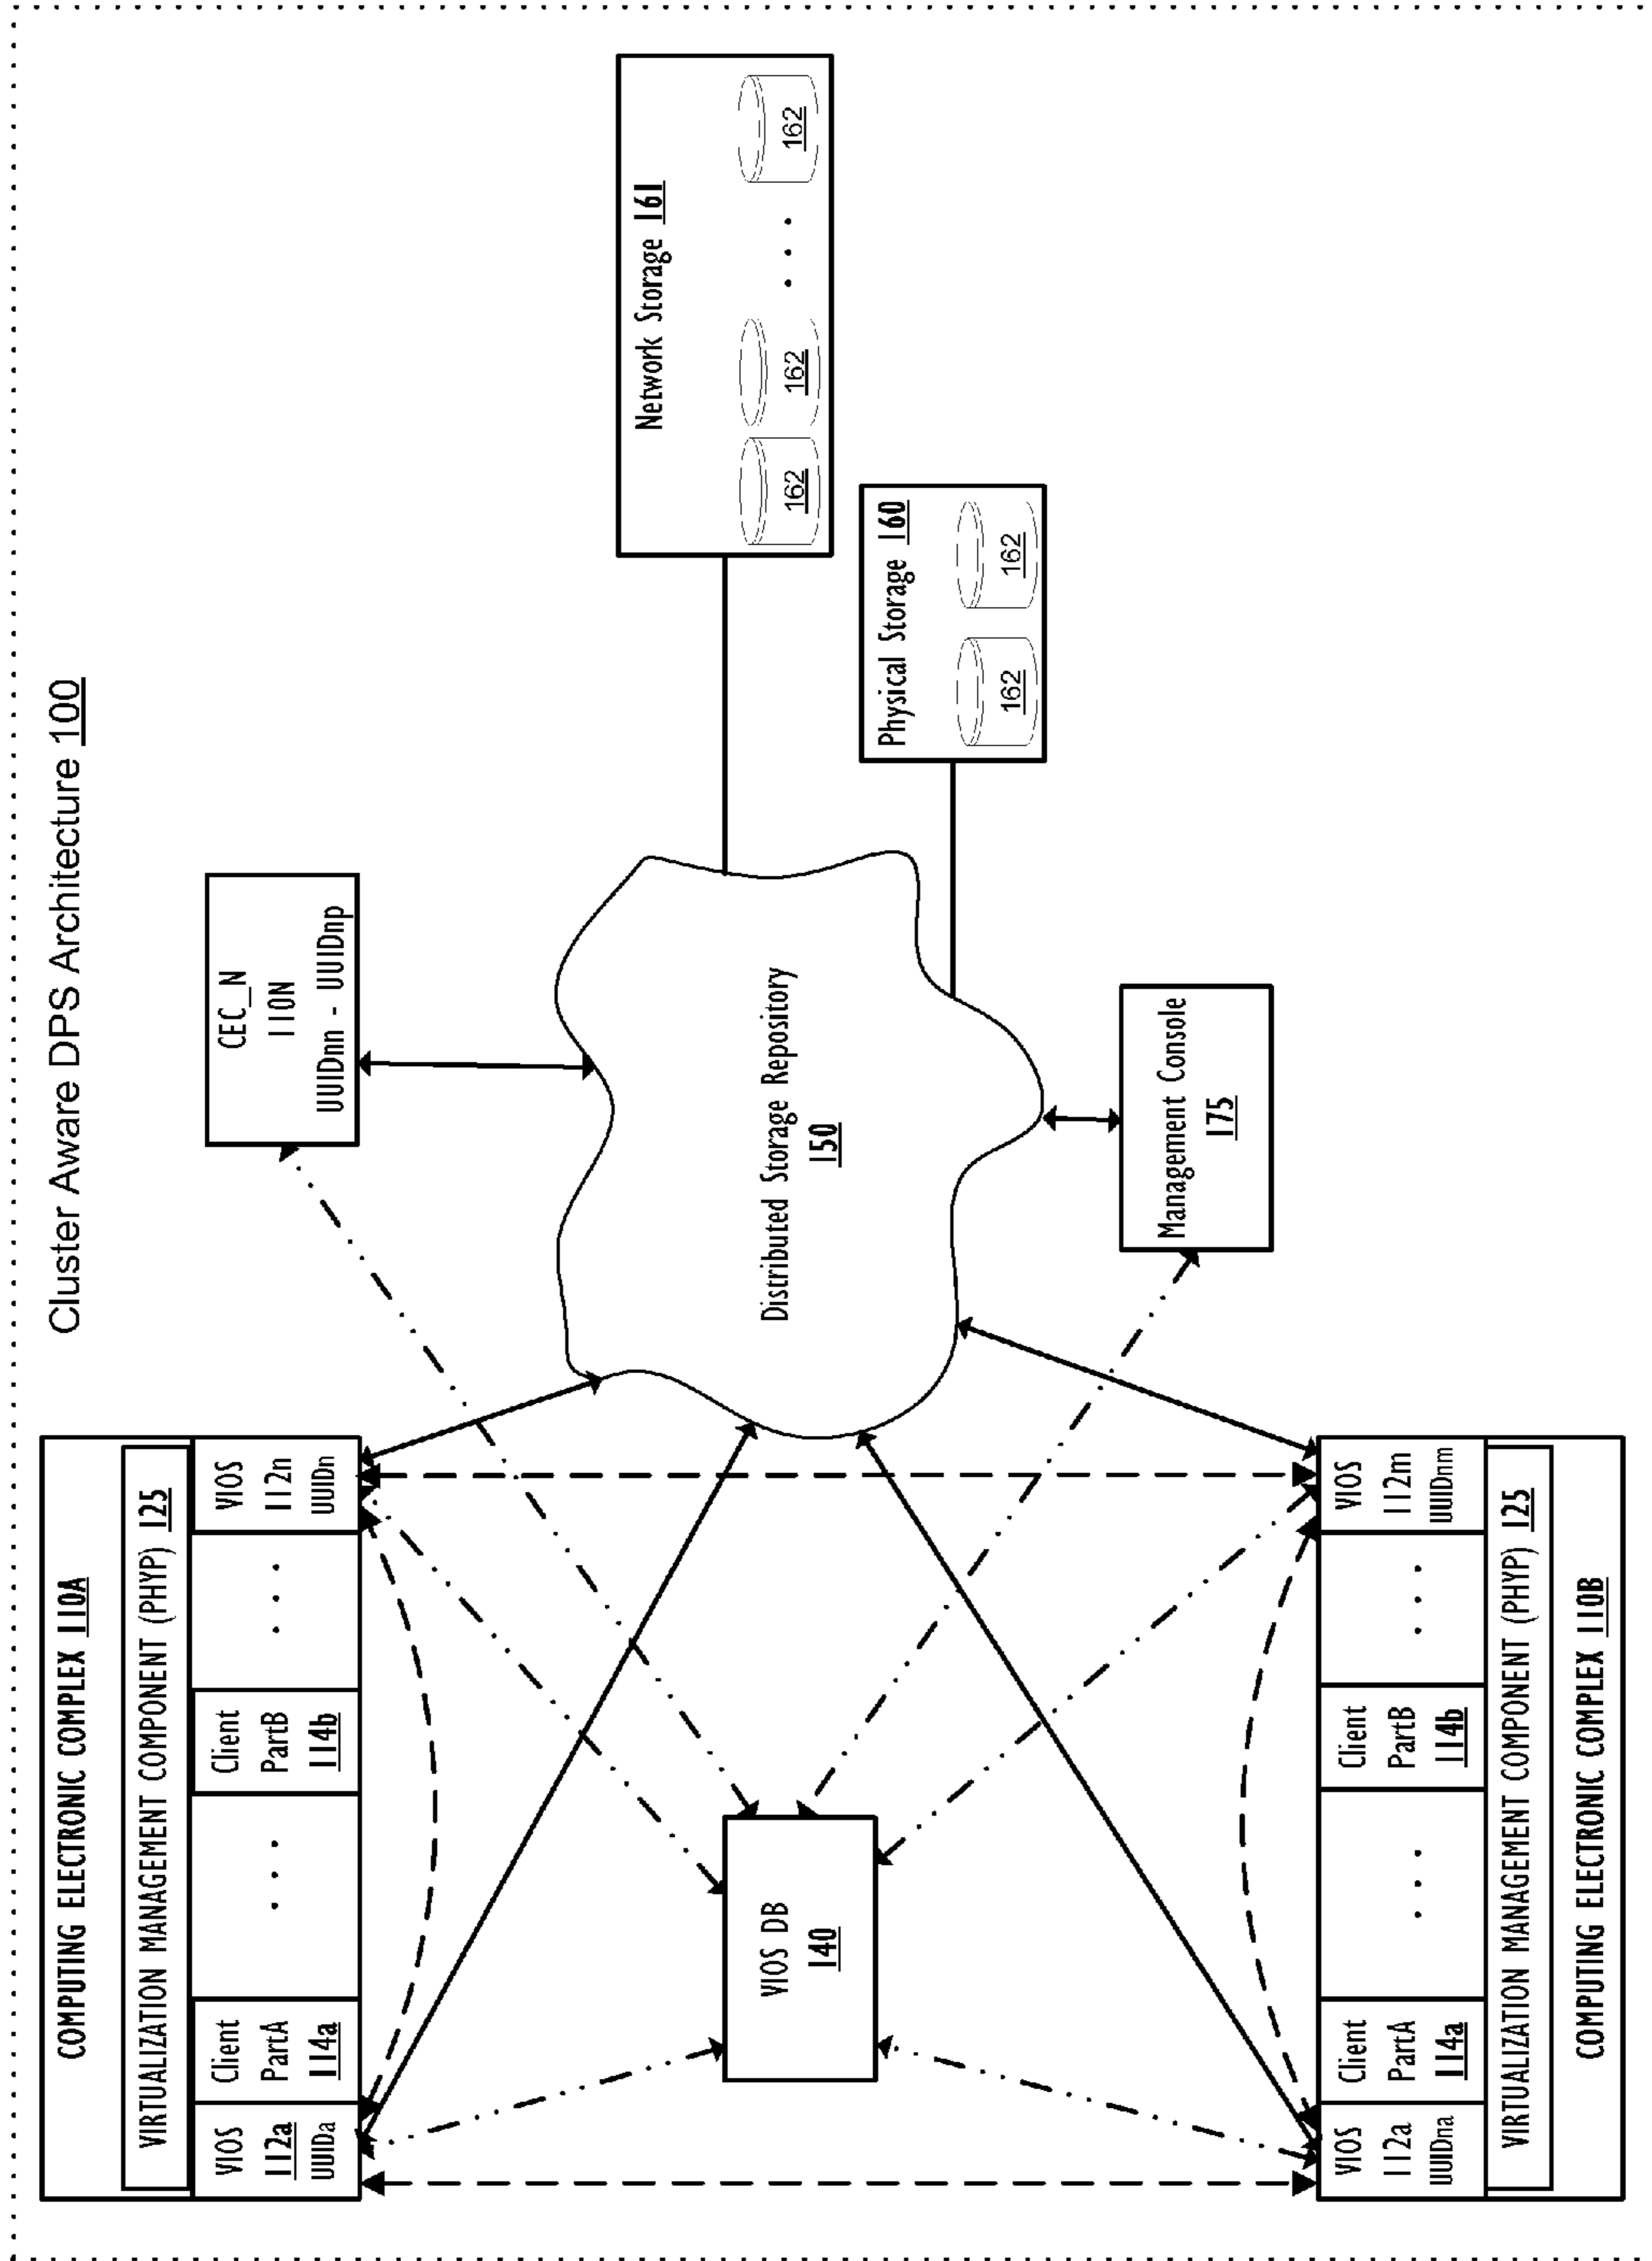 Cluster Aware DPS Architecture 100
COMPUTING ELECTRONIC COMPLEX 110A
VIRTUALIZATION MANAGEMENT COMPONENT (PHYP) 125
VIOS
112a
UUIDa
Client
PartA
114a
. . .
Client
PartB
114b
. . .
VIOS
112n
UUIDn
CEC_N
110N
UUIDnn - UUIDnp
Network Storage 161
162
162
. . .
162
VIOS DB
140
Distributed Storage Repository
150
Physical Storage 160
162
162
Management Console
175
VIOS
112a
UUIDna
Client
PartA
114a
. . .
Client
PartB
114b
. . .
VIOS
112m
UUIDnm
VIRTUALIZATION MANAGEMENT COMPONENT (PHYP) 125
COMPUTING ELECTRONIC COMPLEX 110B